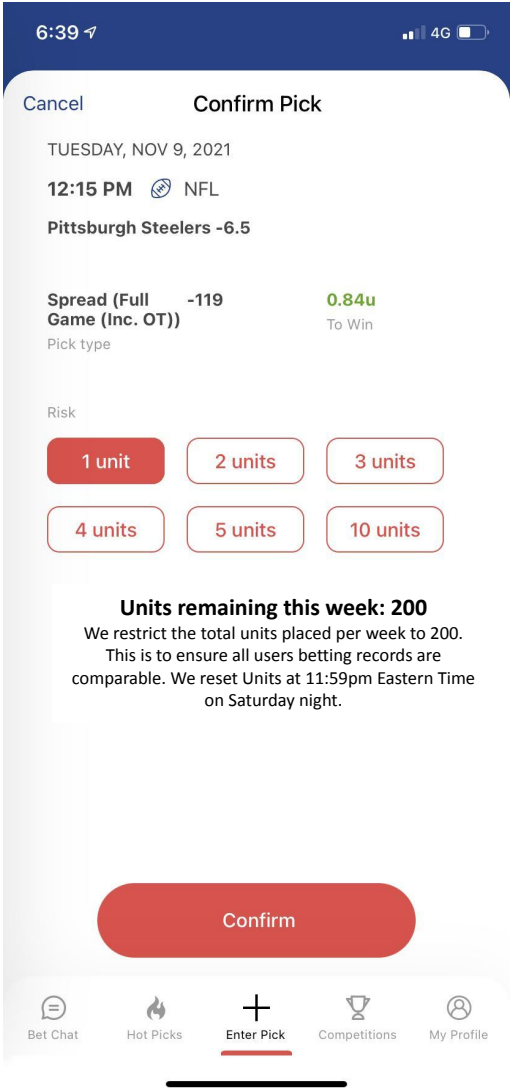 6:39
4G
Cancel
Confirm Pick
TUESDAY, NOV 9, 2021
12:15 PM NFL
Pittsburgh Steelers -6.5
Spread (Full -119 0.84u
Game (Inc. OT)) To Win
Pick type
Risk
1 unit 2 units 3 units
4 units 5 units 10 units
Units remaining this week: 200
We restrict the total units placed per week to 200.
This is to ensure all users betting records are
comparable. We reset Units at 11:59pm Eastern Time
on Saturday night.
Confirm
Bet Chat Hot Picks Enter Pick Competitions My Profile